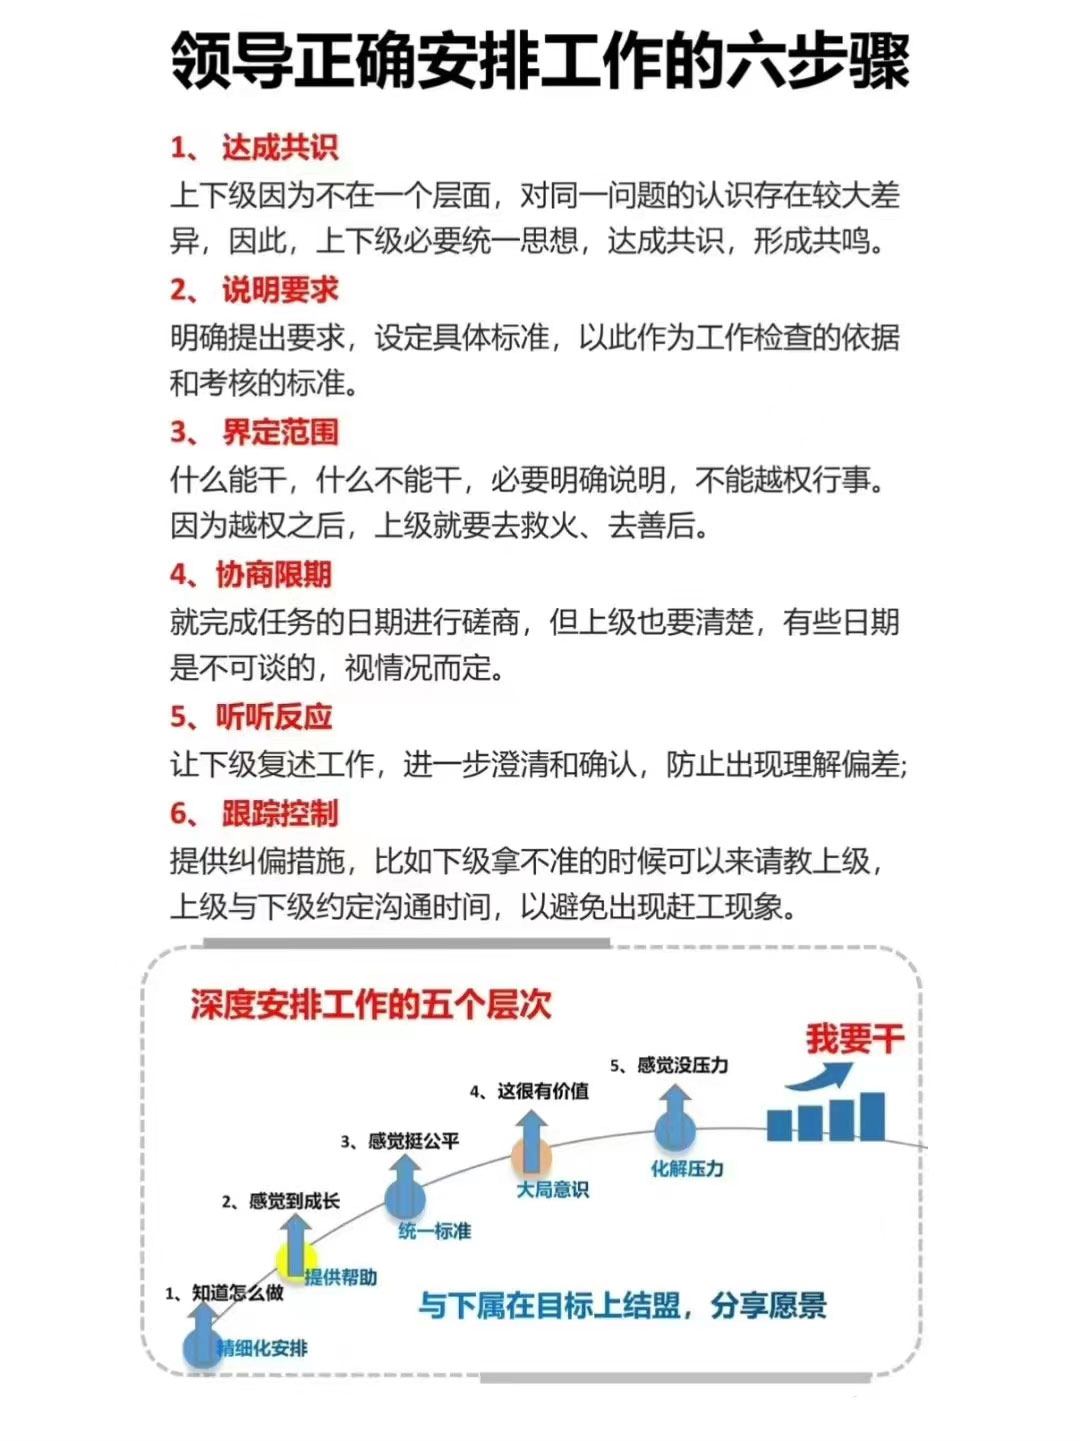 领导正确安排工作的六步骤
1、 达成共识
上下级因为不在一个层面，对同一问题的认识存在较大差
异，因此，上下级必要统一思想，达成共识，形成共鸣。
2、 说明要求
明确提出要求，设定具体标准，以此作为工作检查的依据
和考核的标准。
3、 界定范围
什么能干，什么不能干，必要明确说明，不能越权行事。
因为越权之后，上级就要去救火、去善后。
4、协商限期
就完成任务的日期进行磋商，但上级也要清楚，有些日期
是不可谈的，视情况而定。
5、听听反应
让下级复述工作，进一步澄清和确认，防止出现理解偏差;
6、 跟踪控制
提供纠偏措施，比如下级拿不准的时候可以来请教上级，
上级与下级约定沟通时间，以避免出现赶工现象。
深度安排工作的五个层次
我要干
5、感觉没压力
4、这很有价值
化解压力
3、感觉挺公平
大局意识
2、感觉到成长
统一标准
提供帮助
1、知道怎么做
与下属在目标上结盟，分享愿景
精细化安排